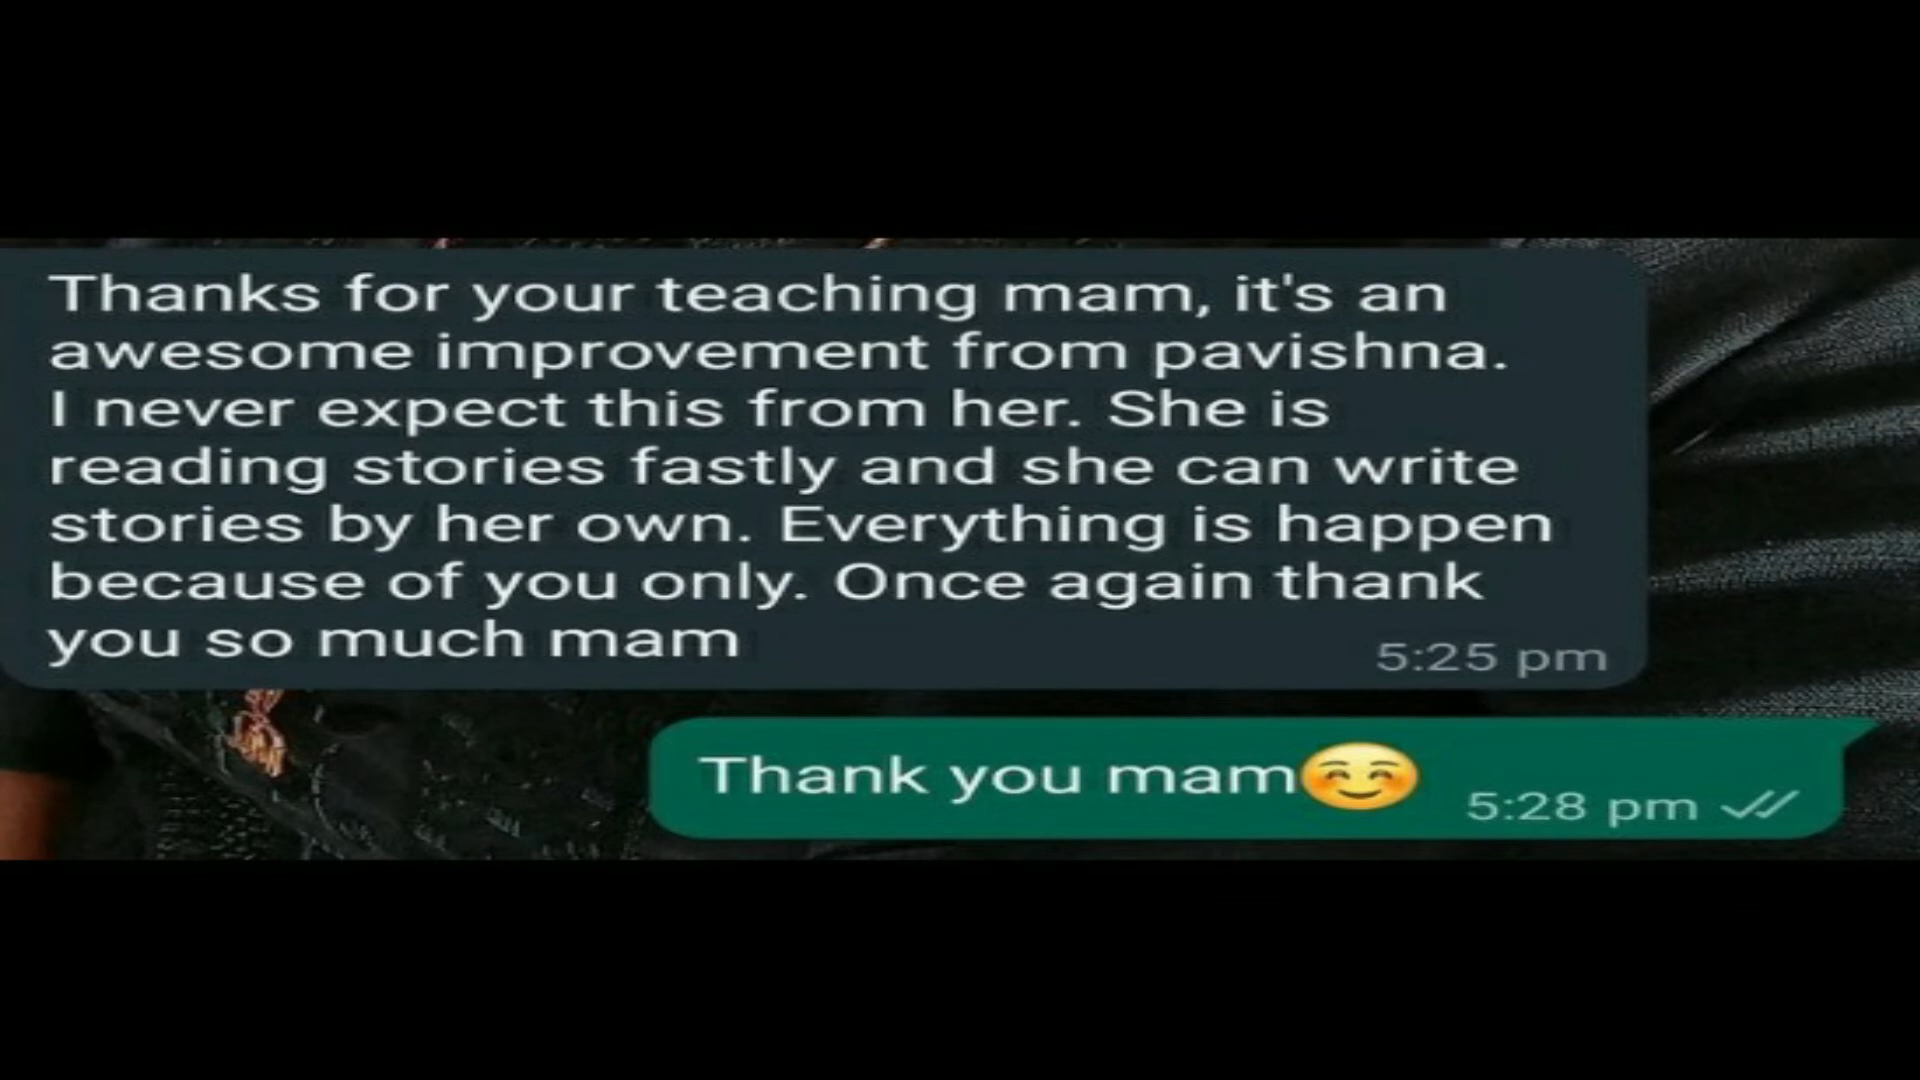 Thanks for your teaching mam, it's an
awesome improvement from pavishna.
I never expect this from her. She is
reading stories fastly and she can write
stories by her own. Everything is happen
because of you only. Once again thank
you so much mam
5:25 pm
Thank you mam😊
5:28 pm